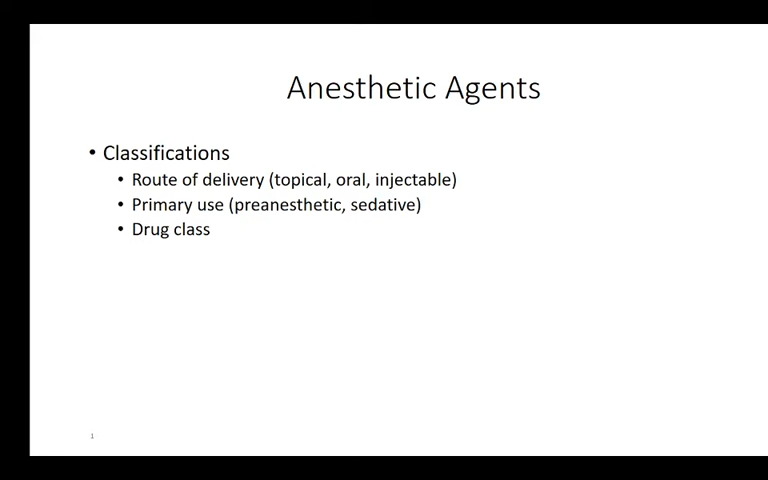 Anesthetic Agents
• Classifications
• Route of delivery (topical, oral, injectable)
• Primary use (preanesthetic, sedative)
• Drug class
1